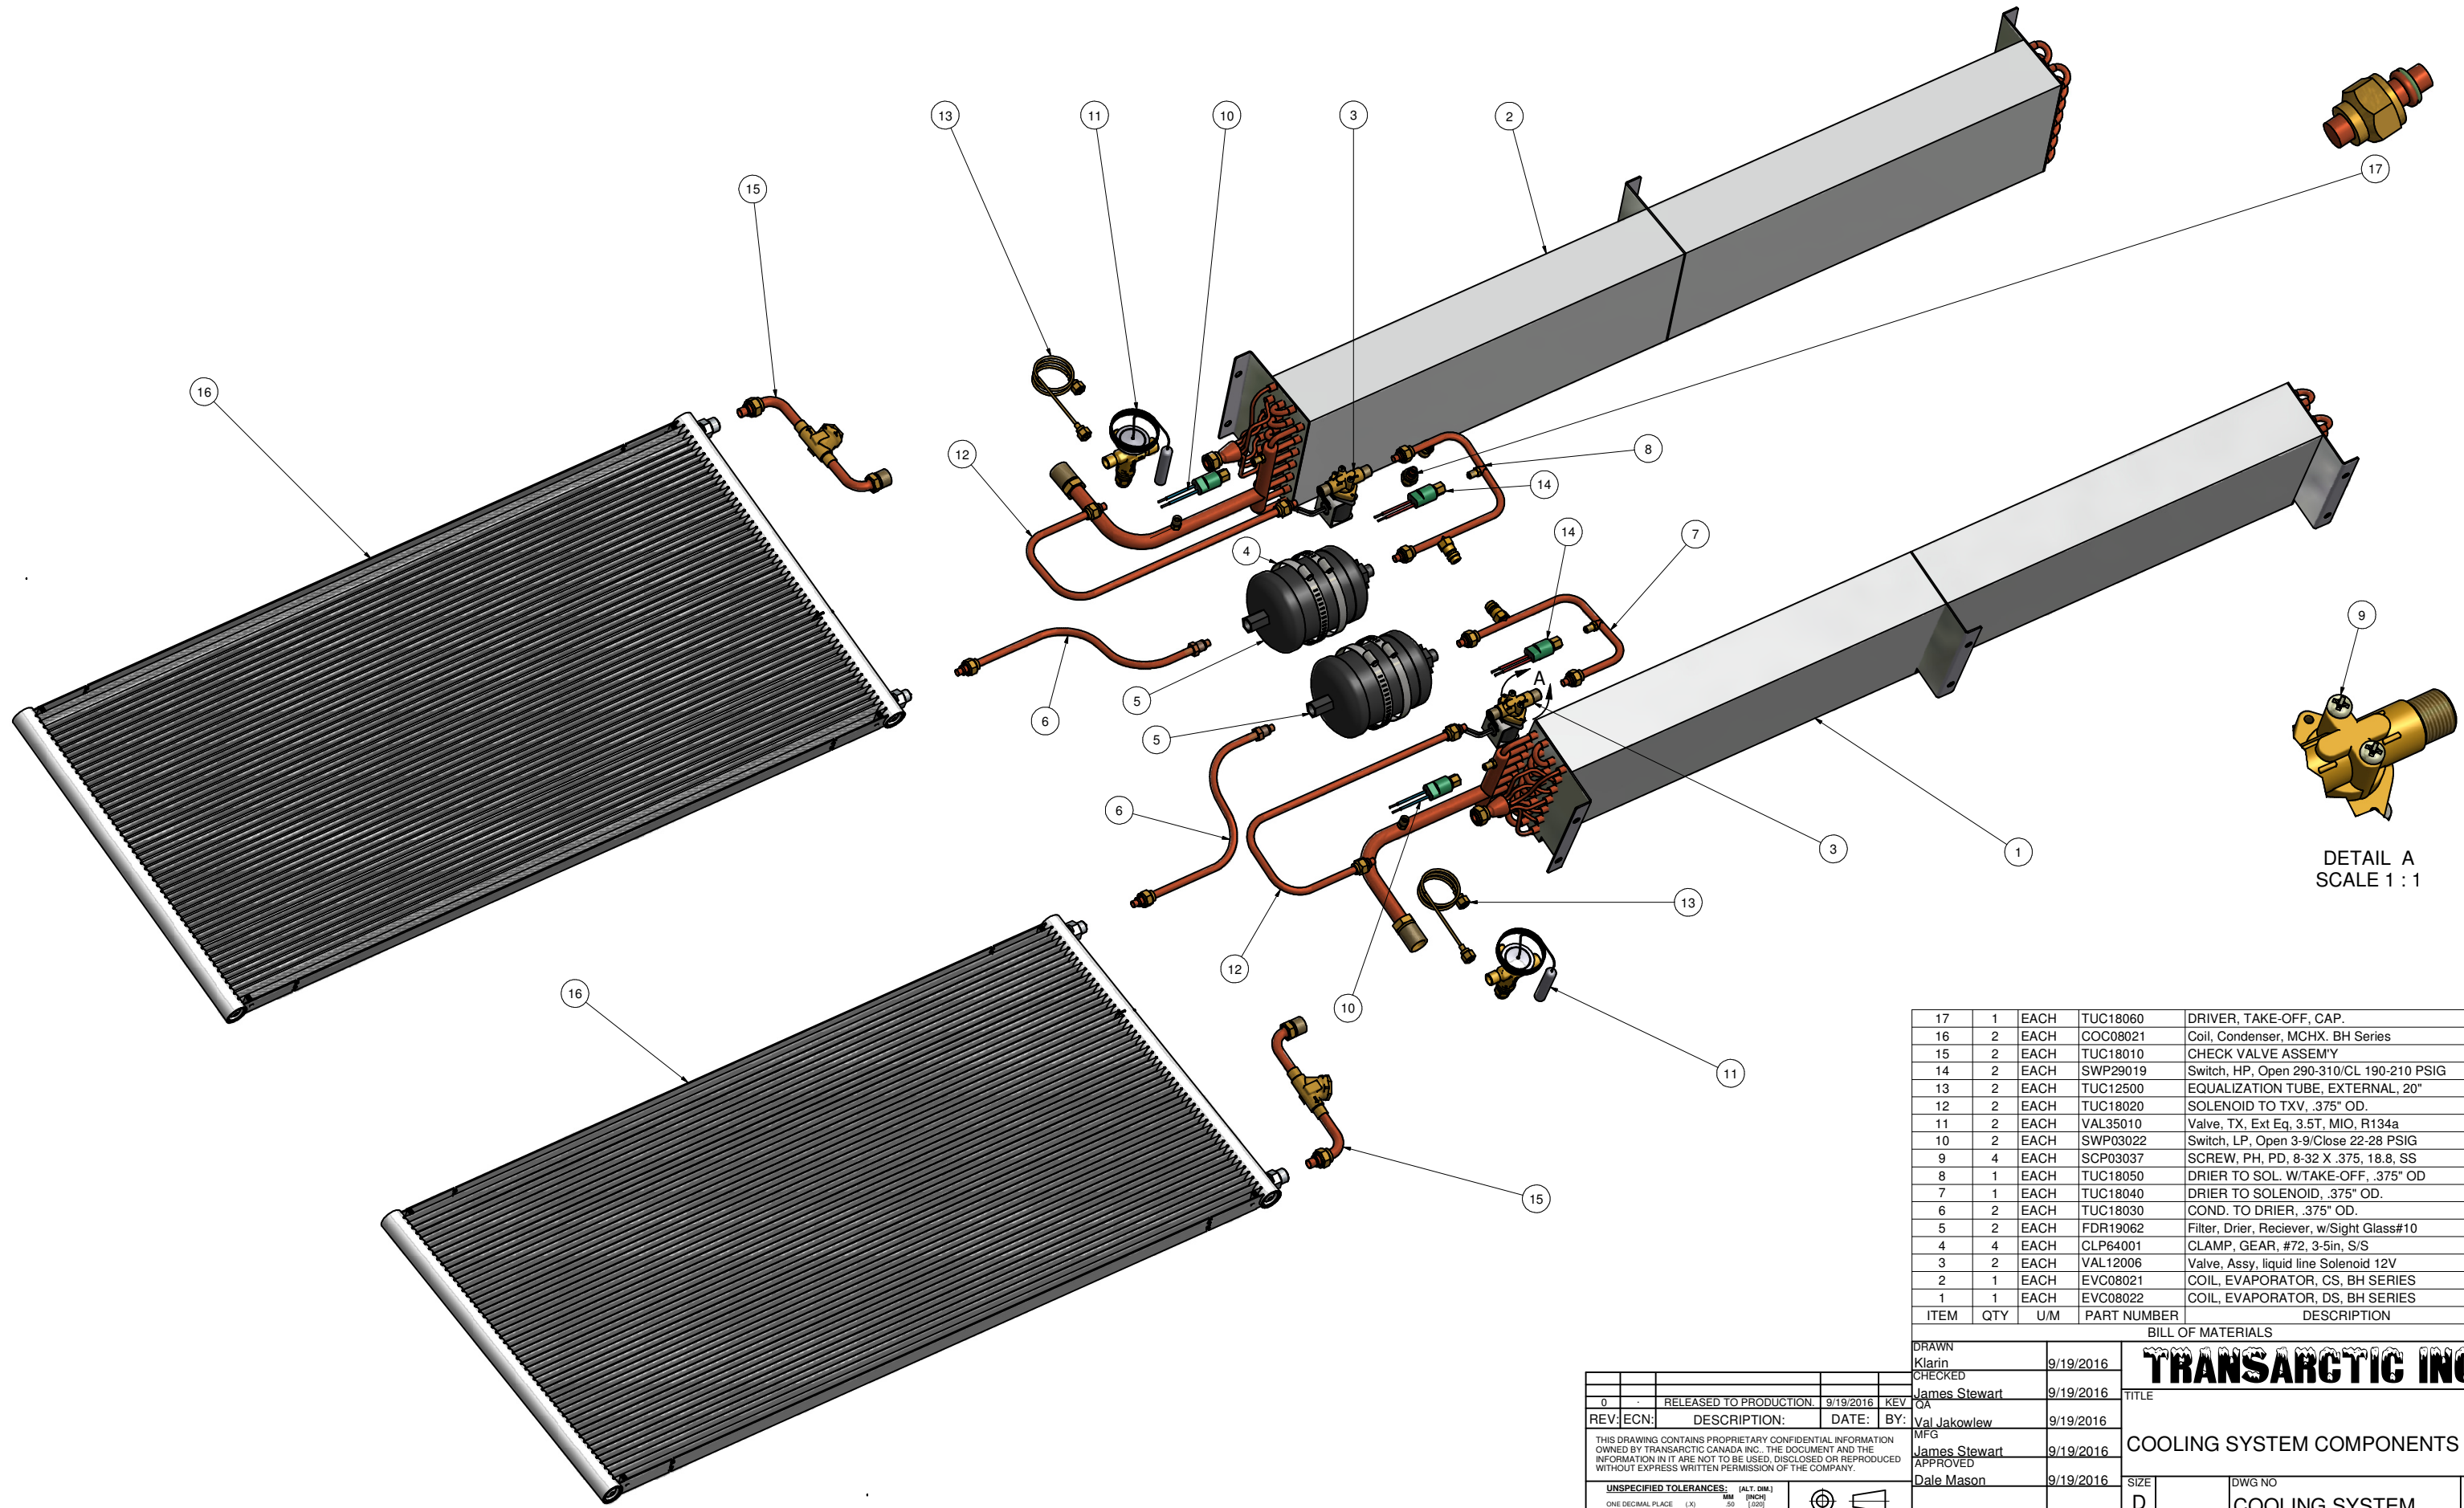 13
11
10
3
2
17
15
16
12
8
14
4
14
7
5
6
5
A
9
6
3
1
DETAIL A
SCALE 1 : 1
13
12
10
16
11
15
17 1 EACH TUC18060 DRIVER, TAKE-OFF, CAP.
16 2 EACH COC08021 Coil, Condenser, MCHX. BH Series
15 2 EACH TUC18010 CHECK VALVE ASSEM'Y
14 2 EACH SWP29019 Switch, HP, Open 290-310/CL 190-210 PSIG
13 2 EACH TUC12500 EQUALIZATION TUBE, EXTERNAL, 20"
12 2 EACH TUC18020 SOLENOID TO TXV, .375" OD.
11 2 EACH VAL35010 Valve, TX, Ext Eq, 3.5T, MIO, R134a
10 2 EACH SWP03022 Switch, LP, Open 3-9/Close 22-28 PSIG
9 4 EACH SCP03037 SCREW, PH, PD, 8-32 X .375, 18.8, SS
8 1 EACH TUC18050 DRIER TO SOL. W/TAKE-OFF, .375" OD
7 1 EACH TUC18040 DRIER TO SOLENOID, .375" OD.
6 2 EACH TUC18030 COND. TO DRIER, .375" OD.
5 2 EACH FDR19062 Filter, Drier, Reciever, w/Sight Glass#10
4 4 EACH CLP64001 CLAMP, GEAR, #72, 3-5in, S/S
3 2 EACH VAL12006 Valve, Assy, liquid line Solenoid 12V
2 1 EACH EVC08021 COIL, EVAPORATOR, CS, BH SERIES
1 1 EACH EVC08022 COIL, EVAPORATOR, DS, BH SERIES
ITEM QTY U/M PART NUMBER DESCRIPTION
BILL OF MATERIALS
DRAWN
Klarin 9/19/2016
CHECKED
James Stewart 9/19/2016
QA
Val Jakowlew 9/19/2016
MFG
James Stewart 9/19/2016
APPROVED
Dale Mason 9/19/2016
TRANSARCTIC INC
TITLE
COOLING SYSTEM COMPONENTS
SIZE
D
DWG NO
COOLING SYSTEM
0 . RELEASED TO PRODUCTION. 9/19/2016 KEV
REV: ECN: DESCRIPTION: DATE: BY:
THIS DRAWING CONTAINS PROPRIETARY CONFIDENTIAL INFORMATION
OWNED BY TRANSARCTIC CANADA INC.. THE DOCUMENT AND THE
INFORMATION IN IT ARE NOT TO BE USED, DISCLOSED OR REPRODUCED
WITHOUT EXPRESS WRITTEN PERMISSION OF THE COMPANY.
UNSPECIFIED TOLERANCES: [ALT. DIM.]
MM [INCH]
ONE DECIMAL PLACE (.X) .50 [.020]